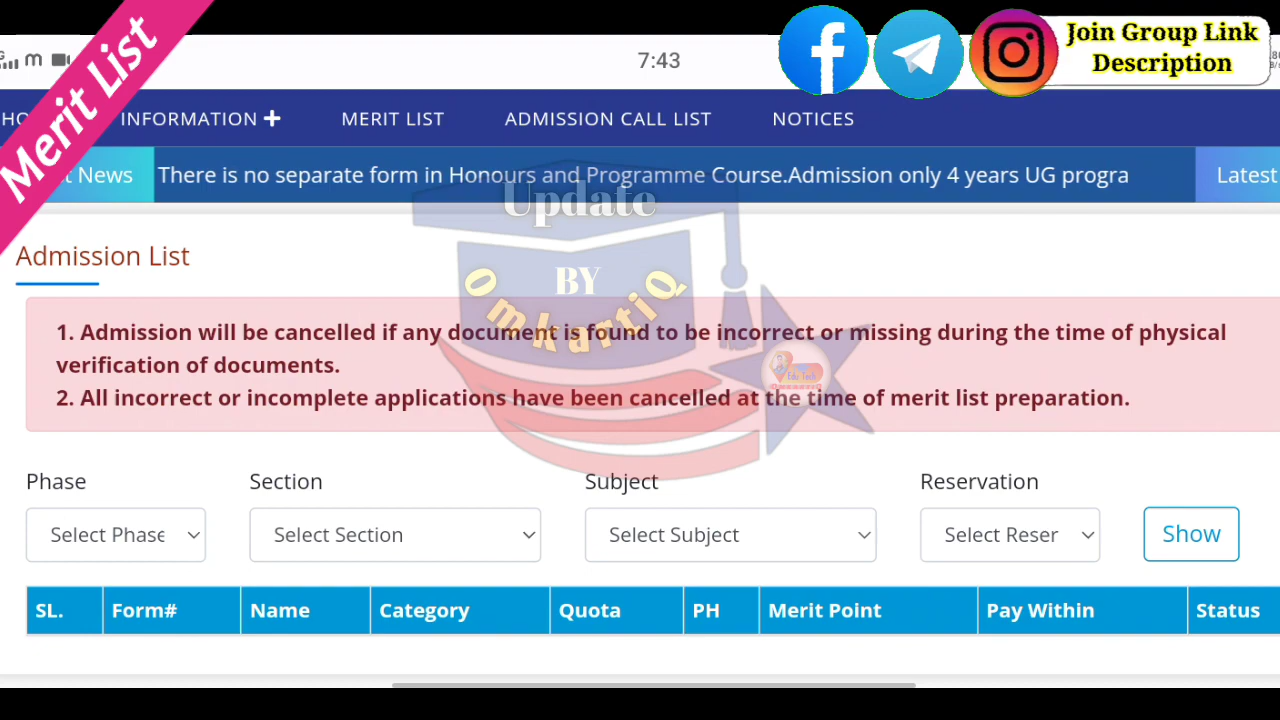 Merit List
7:43
Join Group Link
Description
INFORMATION +
MERIT LIST
ADMISSION CALL LIST
NOTICES
News
There is no separate form in Honours and Programme Course.Admission only 4 years UG progra
Latest
Update
BY
OmkartiQ
Admission List
1. Admission will be cancelled if any document is found to be incorrect or missing during the time of physical
verification of documents.
2. All incorrect or incomplete applications have been cancelled at the time of merit list preparation.
Edu Tech
Phase
Section
Subject
Reservation
Select Phase
Select Section
Select Subject
Select Reser
Show
SL.
Form#
Name
Category
Quota
PH
Merit Point
Pay Within
Status